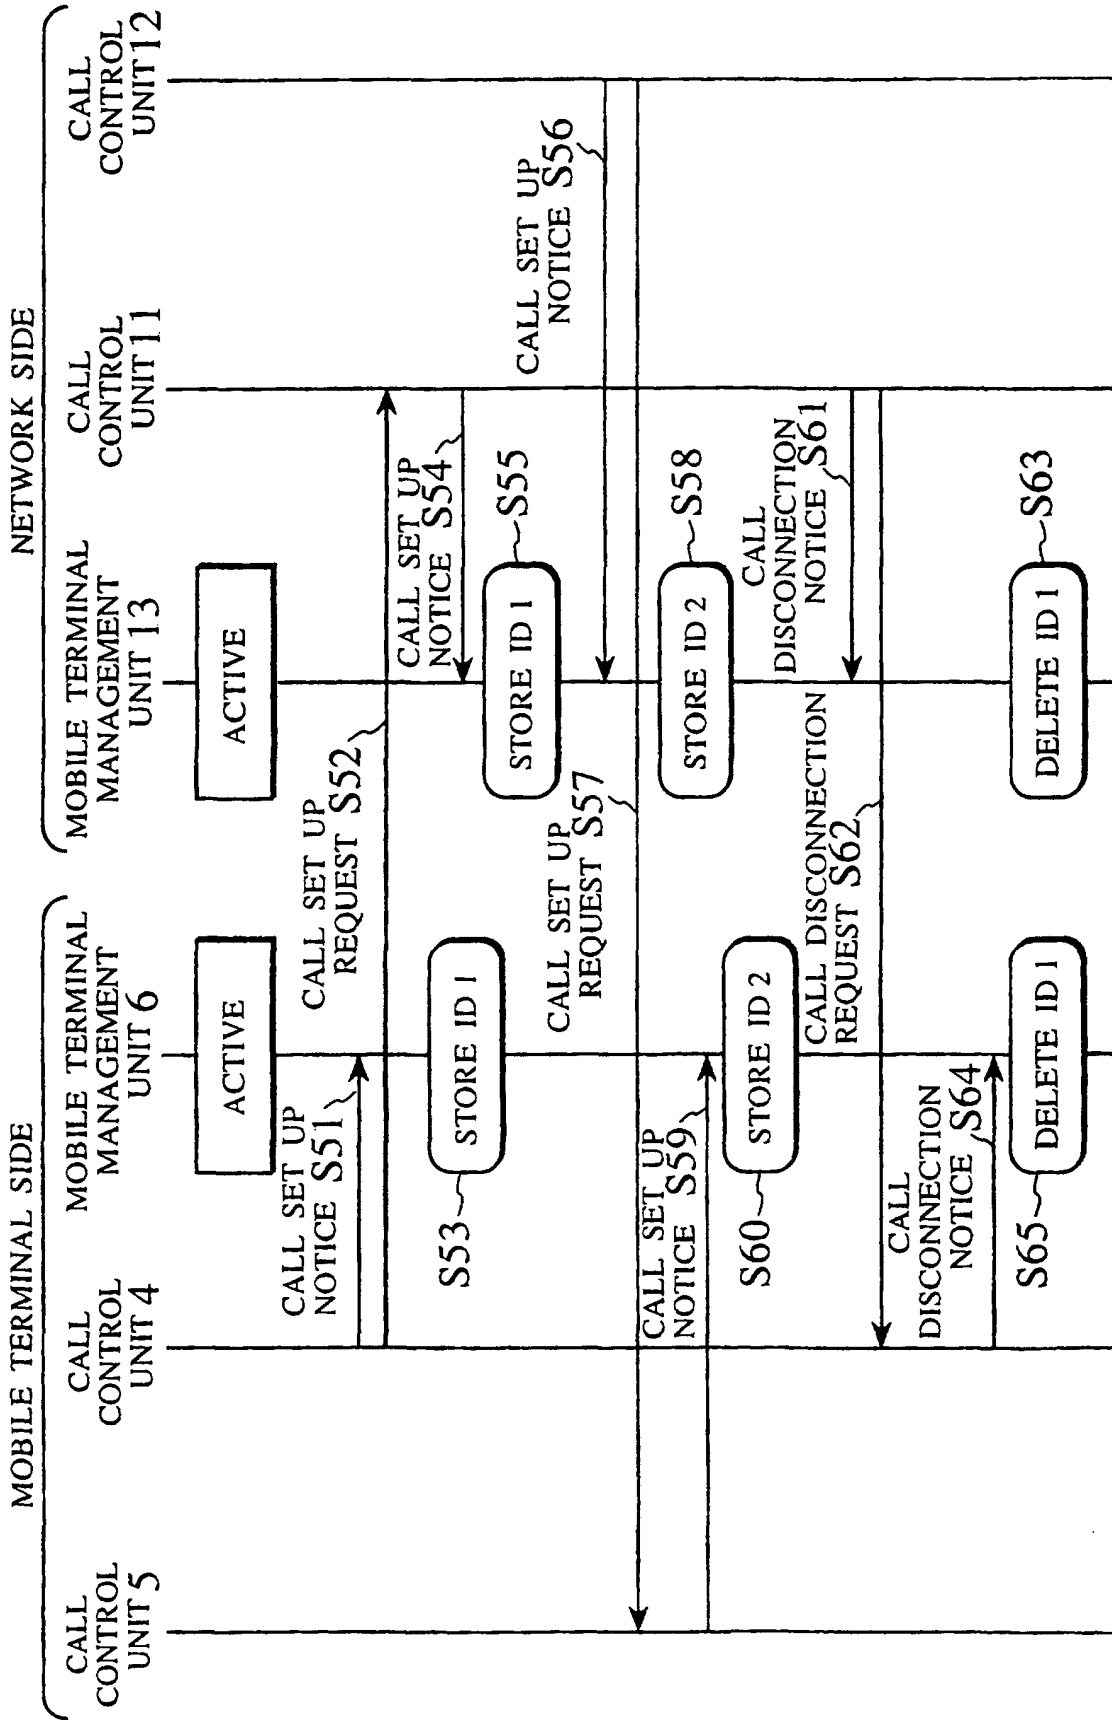 MOBILE TERMINAL SIDE
NETWORK SIDE
CALL
CONTROL
UNIT 5
CALL
CONTROL
UNIT 4
MOBILE TERMINAL
MANAGEMENT
UNIT 6
MOBILE TERMINAL
MANAGEMENT
UNIT 13
CALL
CONTROL
UNIT 11
CALL
CONTROL
UNIT 12
ACTIVE
ACTIVE
CALL SET UP
NOTICE S51
CALL SET UP
REQUEST S52
S53
STORE ID 1
CALL SET UP
NOTICE S54
STORE ID 1
S55
CALL SET UP
NOTICE S56
CALL SET UP
REQUEST S57
STORE ID 2
S58
CALL SET UP
NOTICE S59
S60
STORE ID 2
CALL
DISCONNECTION
NOTICE S61
CALL DISCONNECTION
REQUEST S62
DELETE ID 1
S63
CALL
DISCONNECTION
NOTICE S64
S65
DELETE ID 1